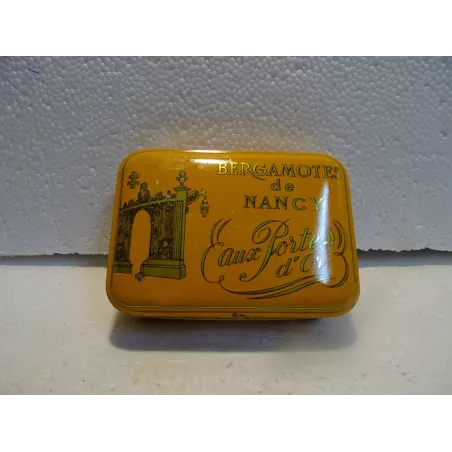 BERGAMOTES
de
NANCY
aux Portes
d'Or